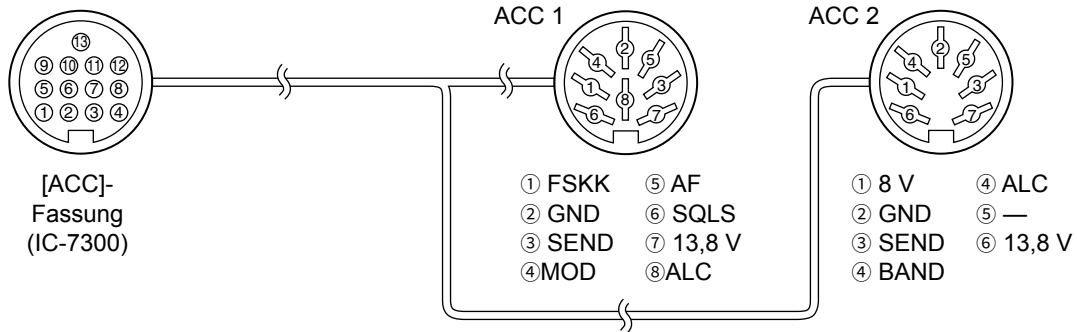 ACC 1
ACC 2
⑬
⑨ ⑩ ⑪ ⑫
⑤ ⑥ ⑦ ⑧
① ② ③ ④
②
④ ⑤
① ③
⑧
⑥ ⑦
②
④ ⑤
① ③
⑥ ⑦
[ACC]-
Fassung
(IC-7300)
① FSKK ⑤ AF
② GND ⑥ SQLS
③ SEND ⑦ 13,8 V
④MOD ⑧ALC
① 8 V ④ ALC
② GND ⑤ —
③ SEND ⑥ 13,8 V
④ BAND